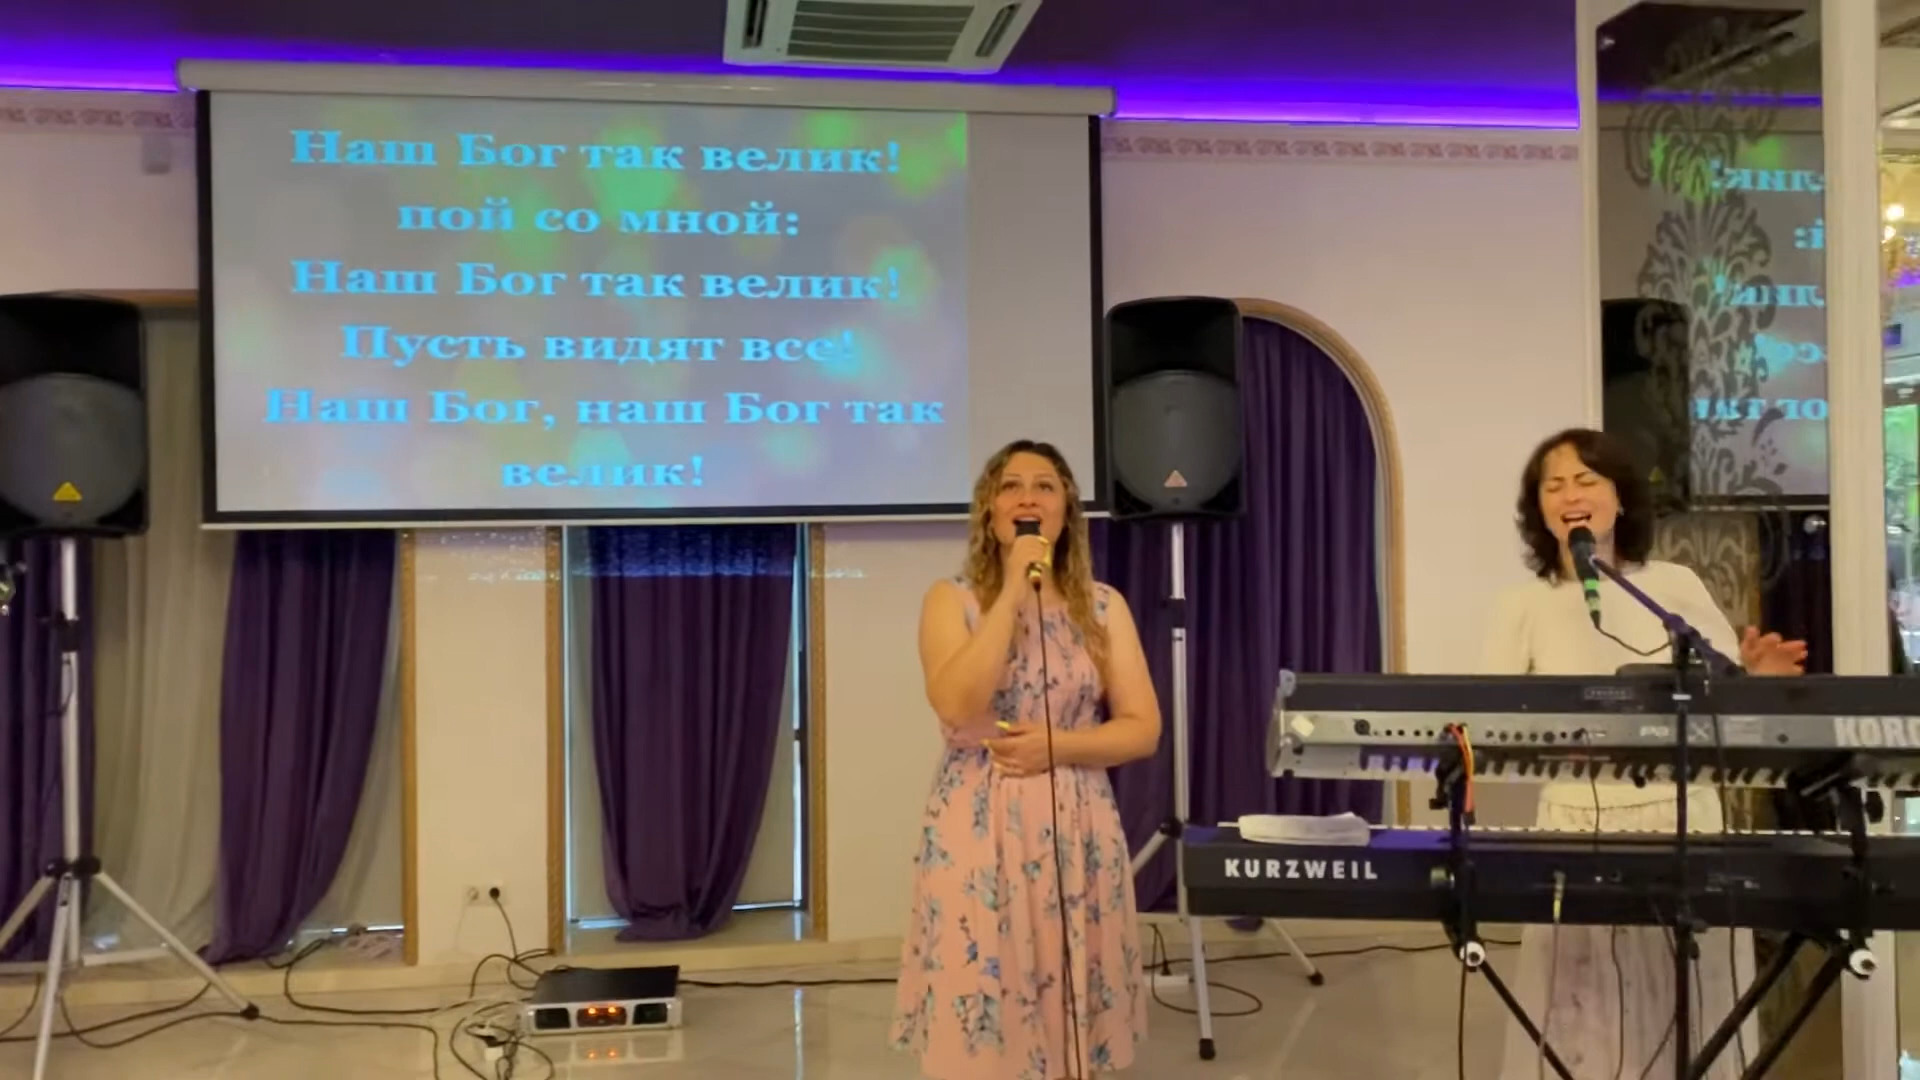 Наш Бог так велик!
пой со мной:
Наш Бог так велик!
Пусть видят все!
Наш Бог, наш Бог так
велик!
KORG
KURZWEIL